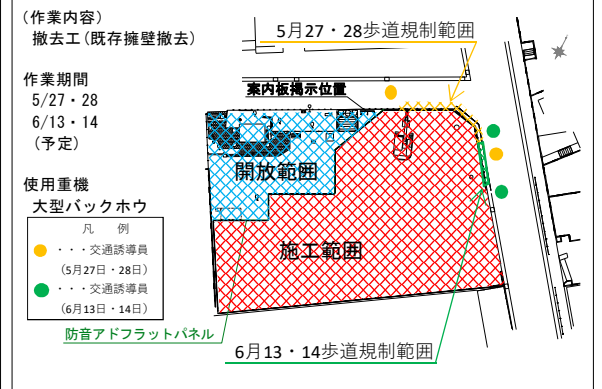 (作業内容)
撤去工(既存擁壁撤去)
作業期間
5/27・28
6/13・14
(予定)
使用重機
大型バックホウ
凡 例
・・・交通誘導員
(5月27日・28日)
・・・交通誘導員
(6月13日・14日)
防音アドフラットパネル
5月27・28歩道規制範囲
案内板掲示位置
開放範囲
施工範囲
6月13・14歩道規制範囲